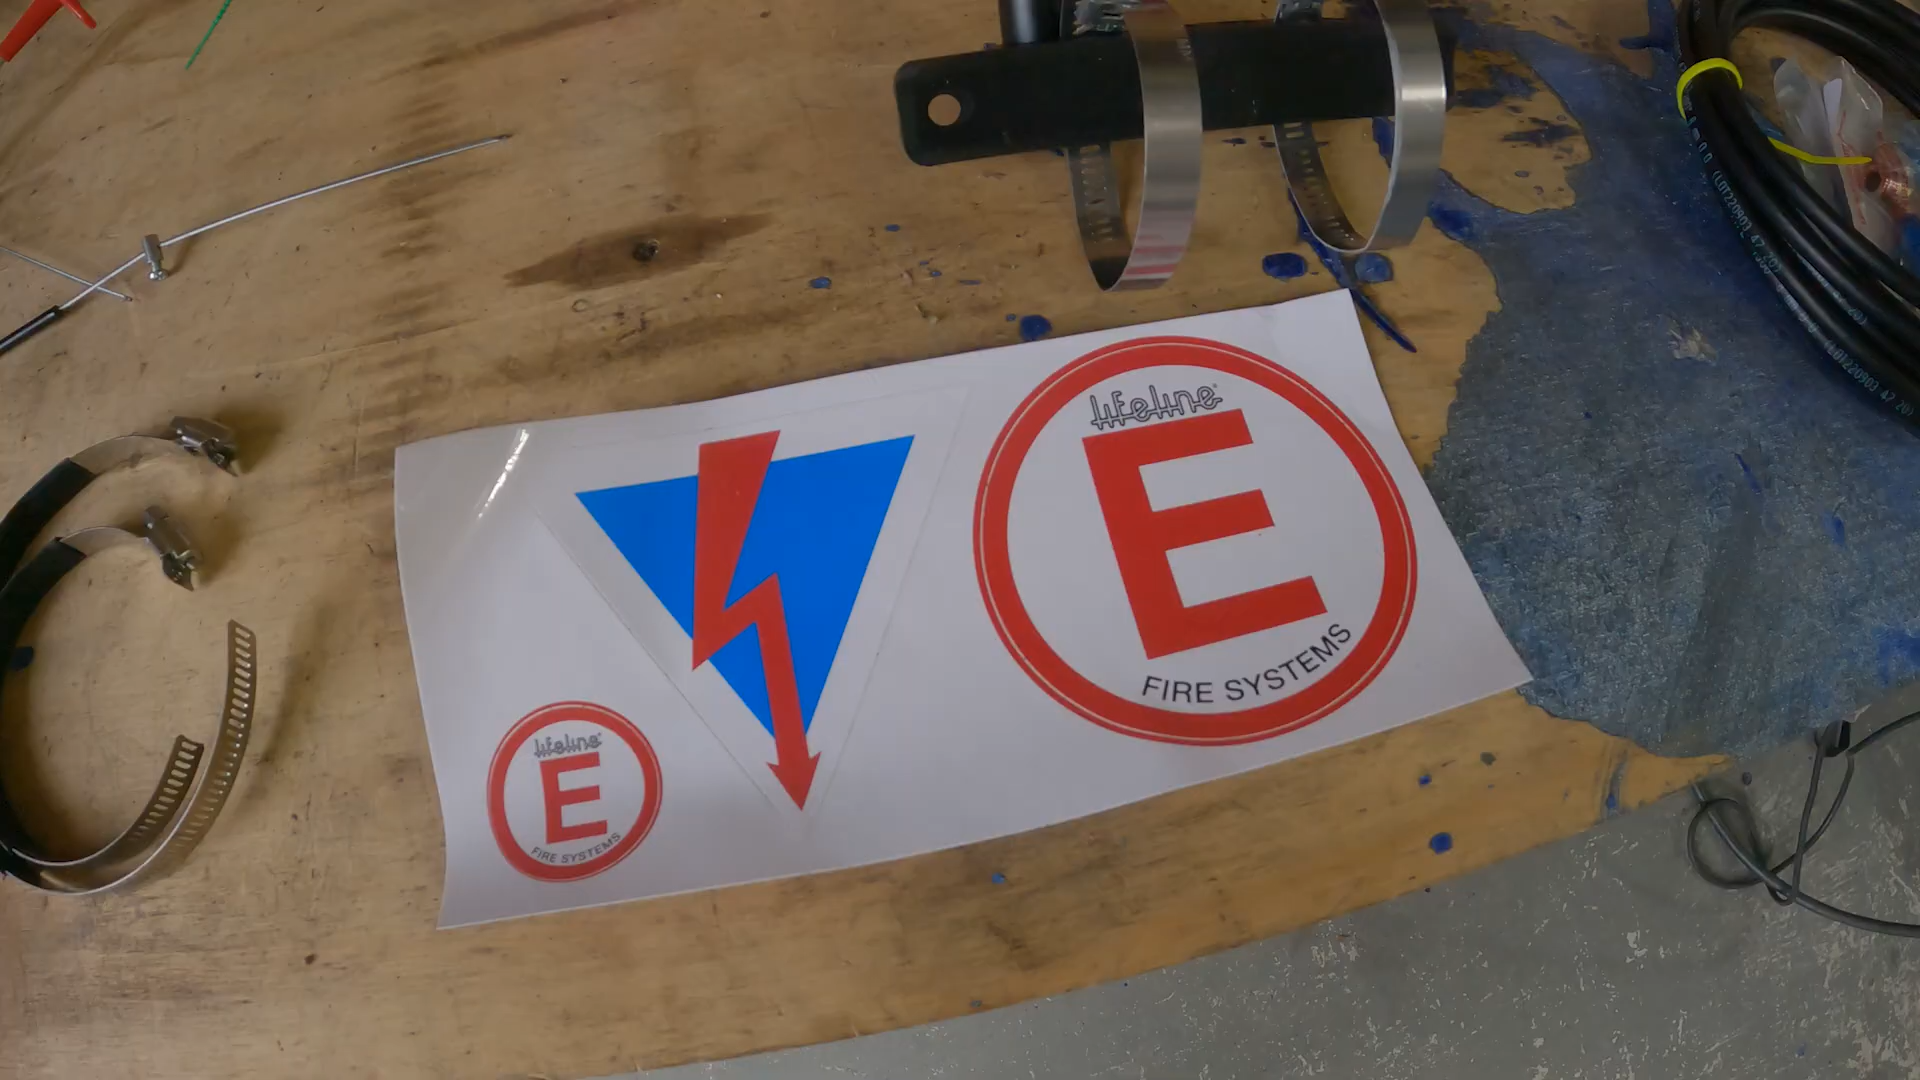 lifeline
E
FIRE SYSTEMS
lifeline
E
FIRE SYSTEMS